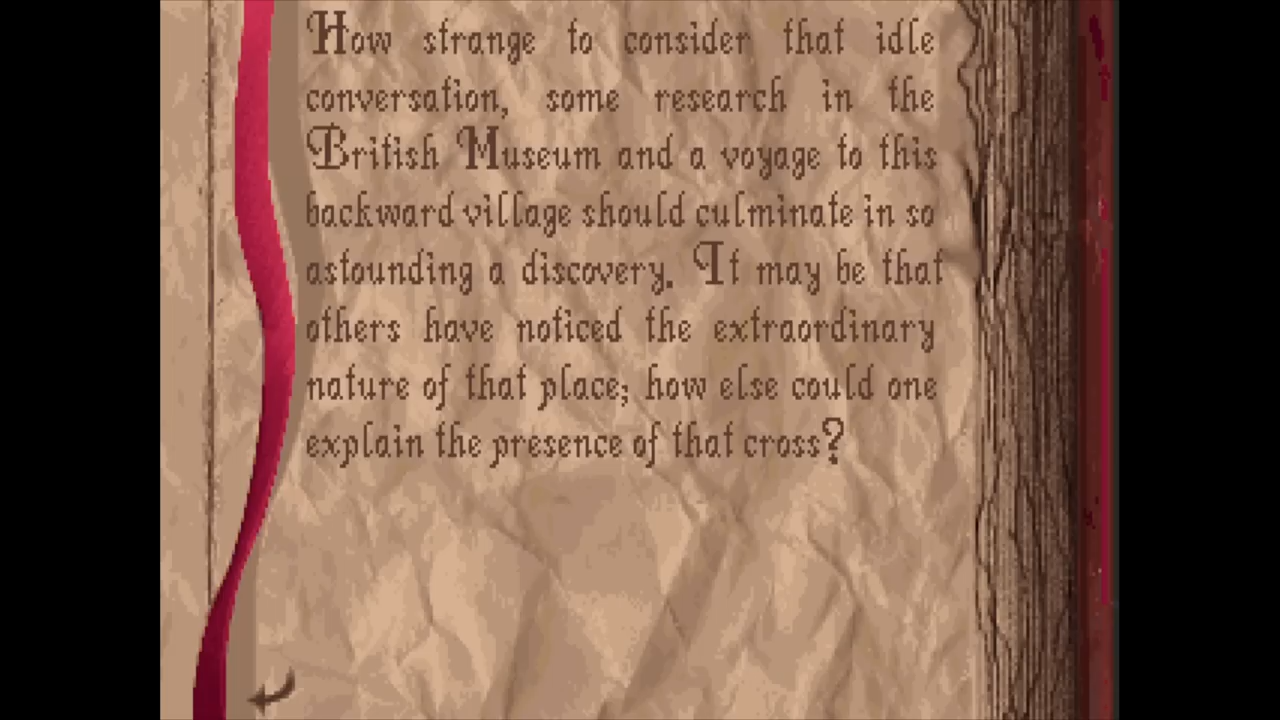 How strange to consider that idle
conversation, some research in the
British Museum and a voyage to this
backward village should culminate in so
astounding a discovery. It may be that
others have noticed the extraordinary
nature of that place; how else could one
explain the presence of that cross?